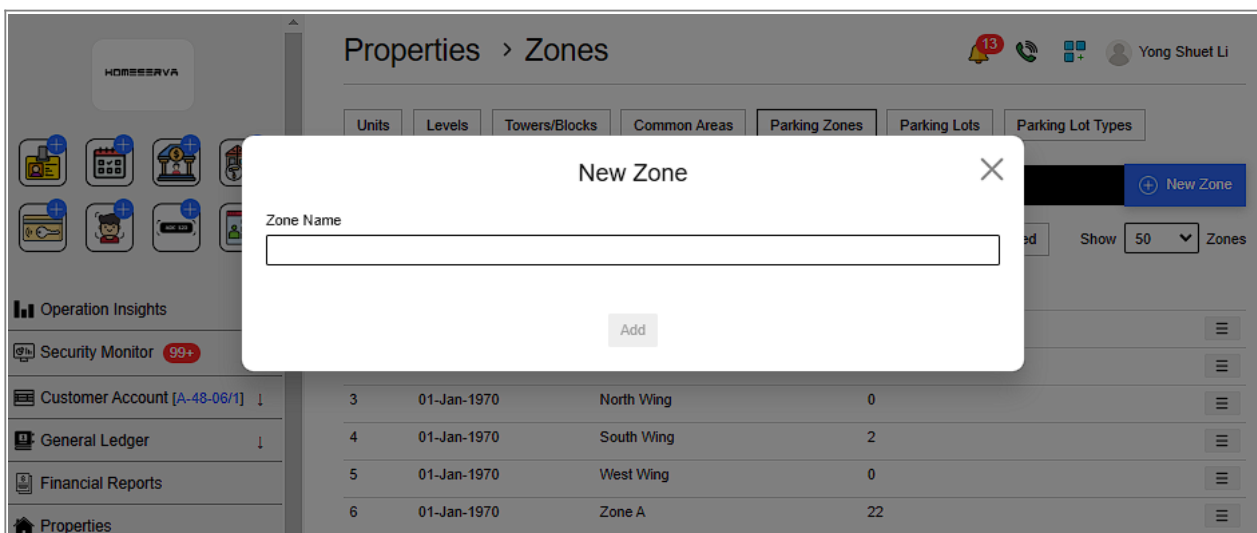 HOMESERVA
Properties > Zones
13
Yong Shuet Li
Units Levels Towers/Blocks Common Areas Parking Zones Parking Lots Parking Lot Types
New Zone
New Zone
Zone Name
Show 50 Zones
Add
Operation Insights
Security Monitor 99+
Customer Account [A-48-06/1] ↓
General Ledger ↓
Financial Reports
Properties
3 01-Jan-1970 North Wing 0
4 01-Jan-1970 South Wing 2
5 01-Jan-1970 West Wing 0
6 01-Jan-1970 Zone A 22